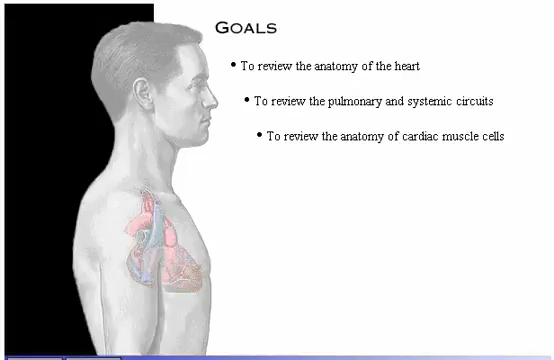 GOALS
• To review the anatomy of the heart
• To review the pulmonary and systemic circuits
• To review the anatomy of cardiac muscle cells